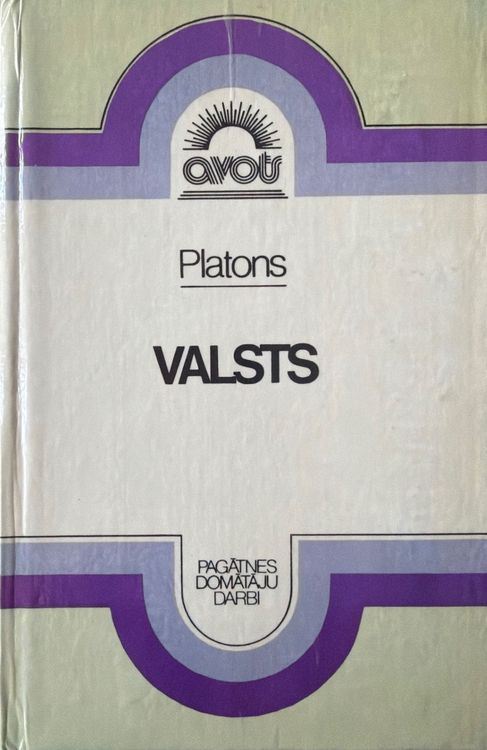 avots
Platons
VALSTS
PAGĀTNES
DOMĀTĀJU
DARBI